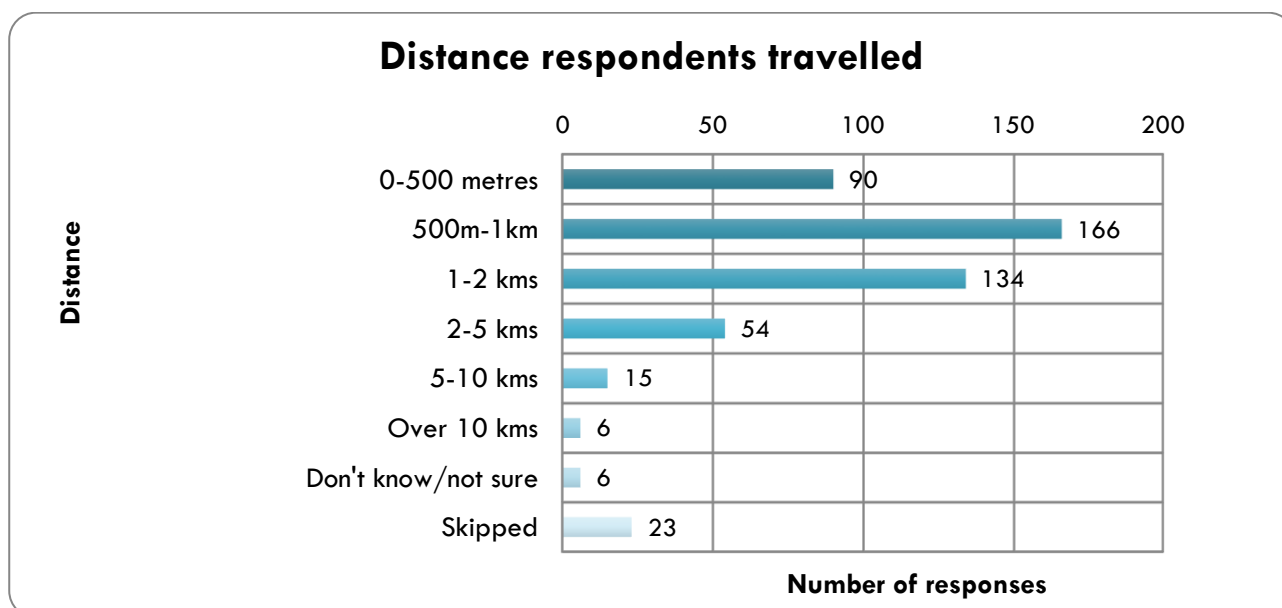 Distance respondents travelled
0 50 100 150 200
Distance
0-500 metres 90
500m-1km 166
1-2 kms 134
2-5 kms 54
5-10 kms 15
Over 10 kms 6
Don't know/not sure 6
Skipped 23
Number of responses